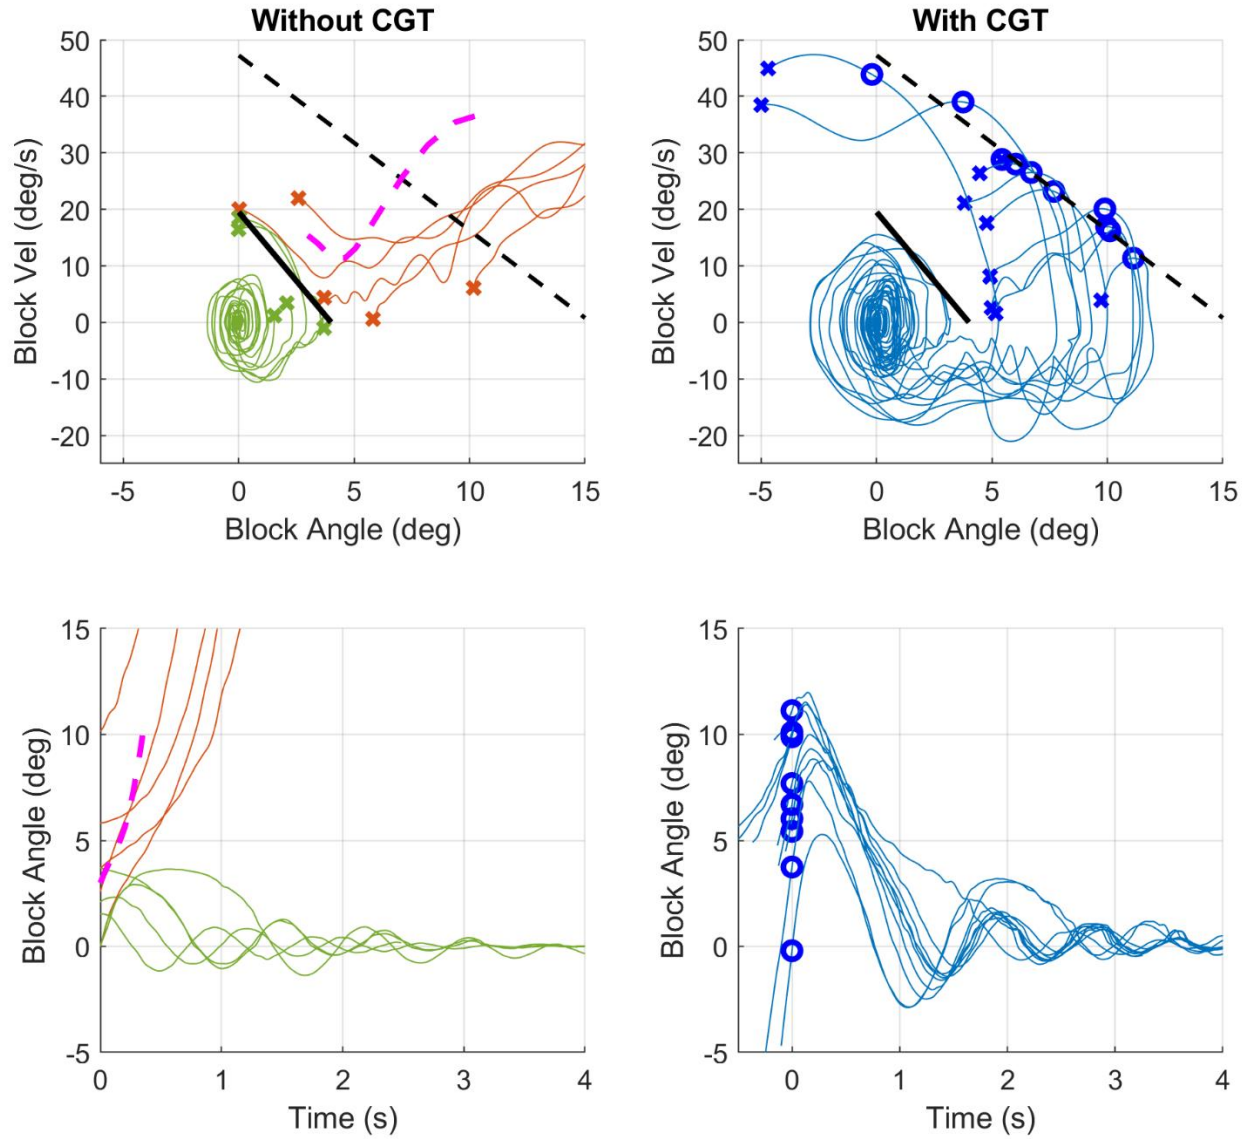 Without CGT
With CGT
50
40
30
20
10
0
-10
-20
Block Vel (deg/s)
-5 0 5 10 15
Block Angle (deg)
50
40
30
20
10
0
-10
-20
Block Vel (deg/s)
-5 0 5 10 15
Block Angle (deg)
15
10
5
0
-5
Block Angle (deg)
0 1 2 3 4
Time (s)
15
10
5
0
-5
Block Angle (deg)
0 1 2 3 4
Time (s)